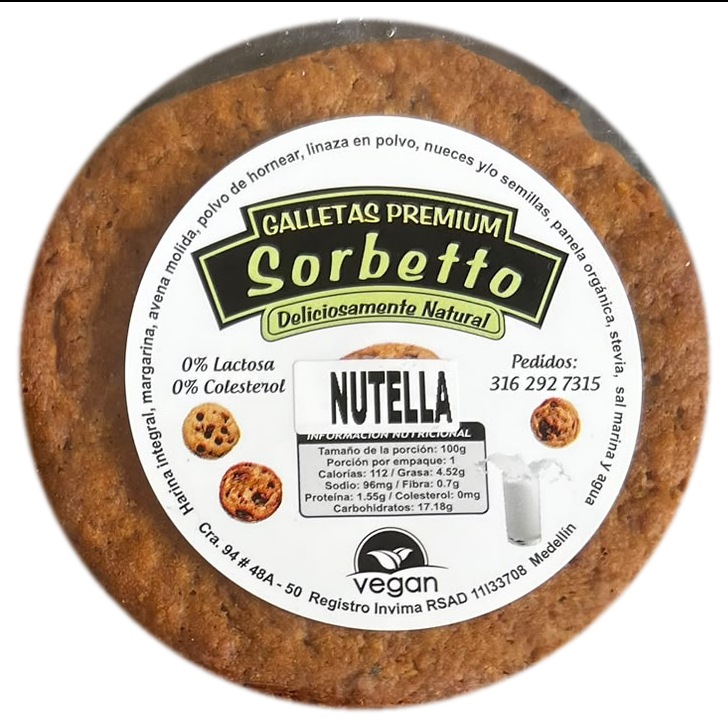 Harina integral, margarina, avena molida, polvo de hornear, linaza en polvo, nueces y/o semillas, panela orgánica, stevia, sal marina y agua
GALLETAS PREMIUM
Sorbetto
Deliciosamente Natural
0% Lactosa
0% Colesterol
Pedidos:
316 292 7315
NUTELLA
INFORMACIÓN NUTRICIONAL
Tamaño de la porción: 100g
Porción por empaque: 1
Calorías: 112 / Grasa: 4.52g
Sodio: 96mg / Fibra: 0.7g
Proteína: 1.55g / Colesterol: 0mg
Carbohidratos: 17.18g
vegan
Cra. 94 # 48A - 50 Registro Invima RSAD 11I33708 Medellín